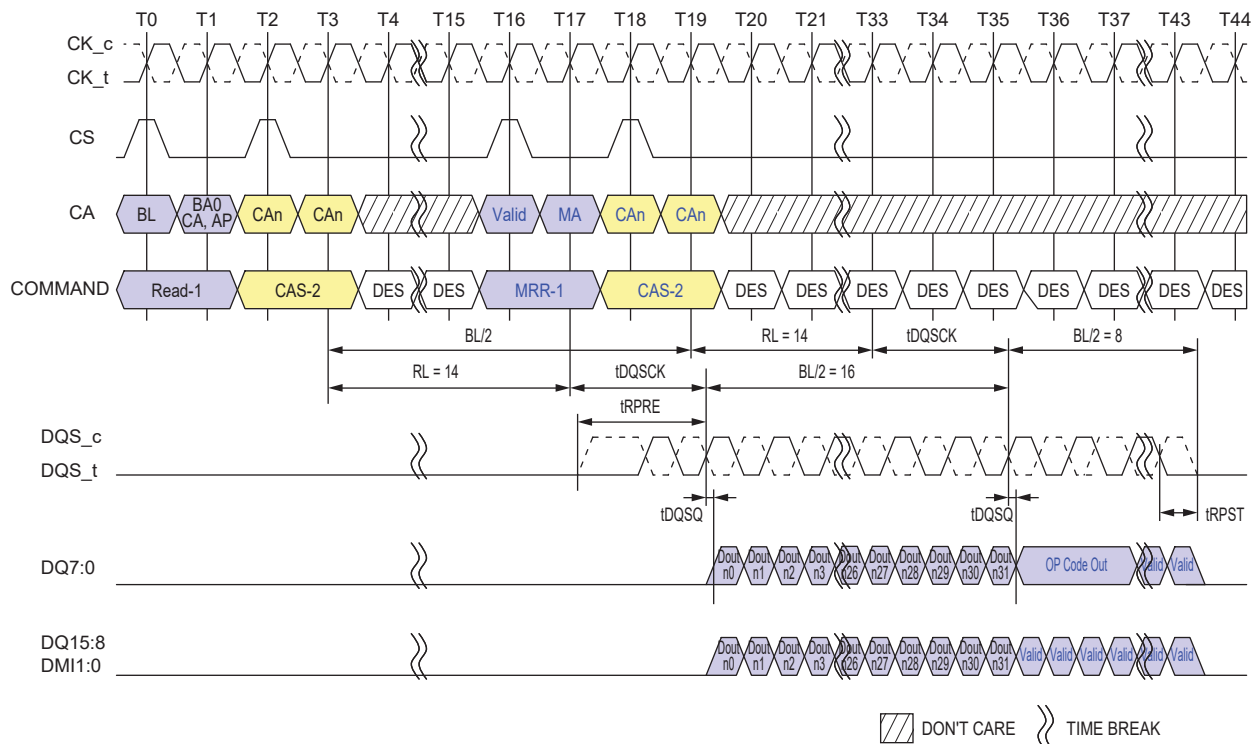 T0 T1 T2 T3 T4 T15 T16 T17 T18 T19 T20 T21 T33 T34 T35 T36 T37 T43 T44
CK_c
CK_t
CS
CA BL BA0 CA, AP CAn CAn Valid MA CAn CAn
COMMAND Read-1 CAS-2 DES DES MRR-1 CAS-2 DES DES DES DES DES DES DES DES DES
BL/2 RL = 14 tDQSCK BL/2 = 8
RL = 14 tDQSCK BL/2 = 16
tRPRE
DQS_c
DQS_t
tDQSQ tDQSQ tRPST
DQ7:0 Dout n0 Dout n1 Dout n2 Dout n3 Dout n26 Dout n27 Dout n28 Dout n29 Dout n30 Dout n31 OP Code Out Valid Valid
DQ15:8
DMI1:0
Dout n0 Dout n1 Dout n2 Dout n3 Dout n26 Dout n27 Dout n28 Dout n29 Dout n30 Dout n31 Valid Valid Valid Valid Valid Valid
DON'T CARE TIME BREAK